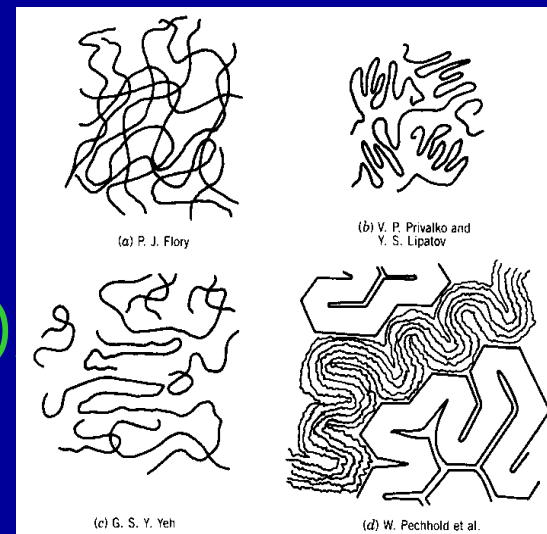 (a) P. J. Flory
(b) V. P. Privalko and
Y. S. Lipatov
(c) G. S. Y. Yeh
(d) W. Pechhold et al.